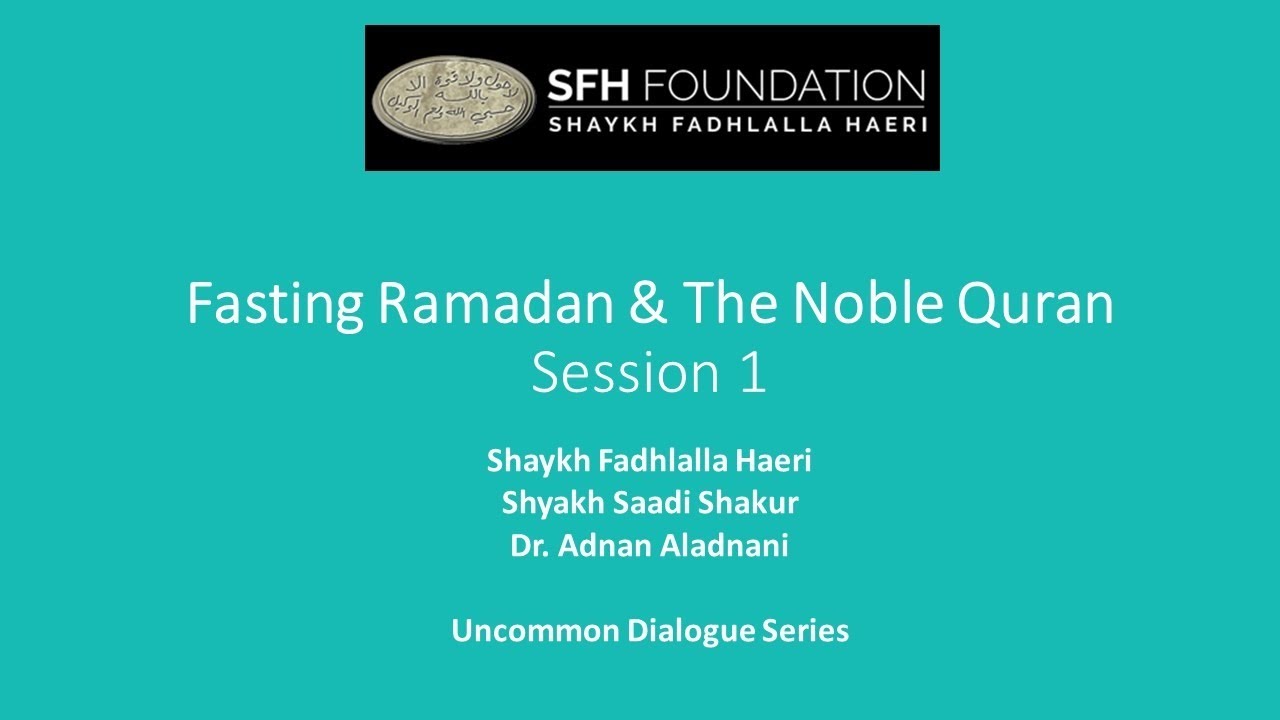 لا حول ولا قوة الا
بالله
حسبي الله ونعم الوكيل
SFH FOUNDATION
SHAYKH FADHLALLA HAERI
Fasting Ramadan & The Noble Quran
Session 1
Shaykh Fadhlalla Haeri
Shyakh Saadi Shakur
Dr. Adnan Aladnani
Uncommon Dialogue Series